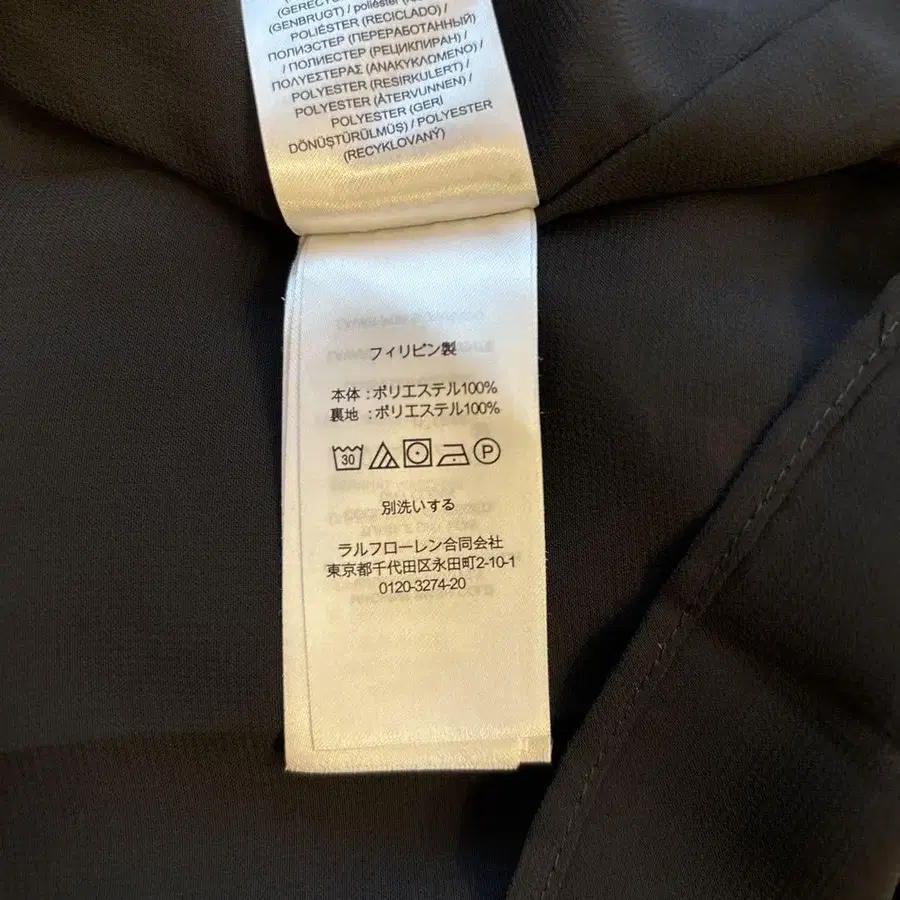 (GENBRUGT) / poliéster
POLIÉSTER (RECICLADO) /
ПОЛИЭСТЕР (ПЕРЕРАБОТАННЫЙ)
/ ПОЛИЕСТЕР (РЕЦИКЛИРАН) /
ΠΟΛΥΕΣΤΕΡΑΣ (ΑΝΑΚΥΚΛΩΜΕΝΟ) /
POLYESTER (RESIRKULERT) /
POLYESTER (ÅTERVUNNEN) /
POLYESTER (GERİ
DÖNÜŞTÜRÜLMÜŞ) / POLYESTER
(RECYKLOVANÝ)
フィリピン製
本体 : ポリエステル100%
裏地 : ポリエステル100%
30 P
別洗いする
ラルフローレン合同会社
東京都千代田区永田町2-10-1
0120-3274-20